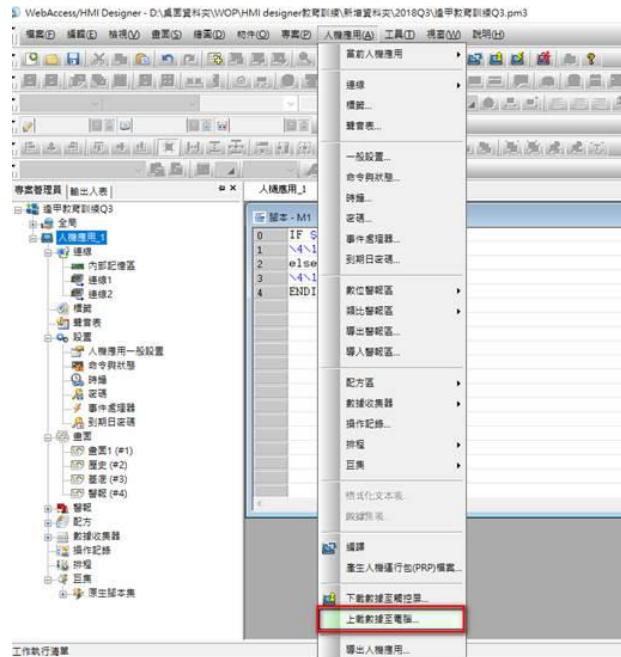 WebAccess/HMI Designer - D:\桌面資料夾\WOP\HMI designer教育訓練\新增資料夾\2018Q3\逢甲教育訓練Q3.pm3
檔案(F) 編輯(E) 檢視(V) 畫面(S) 繪圖(D) 物件(O) 專案(P) 人機應用(A) 工具(T) 視窗(W) 說明(H)
當前人機應用
連線
標籤...
聲音表...
一般設置...
命令與狀態...
時鐘...
密碼...
事件處理器...
到期日密碼...
數位警報區
類比警報區
導出警報區...
導入警報區...
配方區
數據收集器
操作記錄...
排程
巨集
格式化文本表...
編譯
產生人機運行包(PRP)檔案...
下載數據至觸控屏...
上載數據至電腦...
導出人機應用...
專案管理員 輸出入表
人機應用_1
逢甲教育訓練Q3
全局
人機應用_1
連線
內部記憶區
連線1
連線2
標籤
聲音表
設置
人機應用一般設置
命令與狀態
時鐘
密碼
事件處理器
到期日密碼
畫面
畫面1 (#1)
歷史 (#2)
基表 (#3)
警報 (#4)
警報
配方
數據收集器
操作記錄
排程
巨集
原生腳本集
腳本 - M1
0 IF $
1 \4\1
2 else
3 \4\1
4 ENDI
工作執行清單